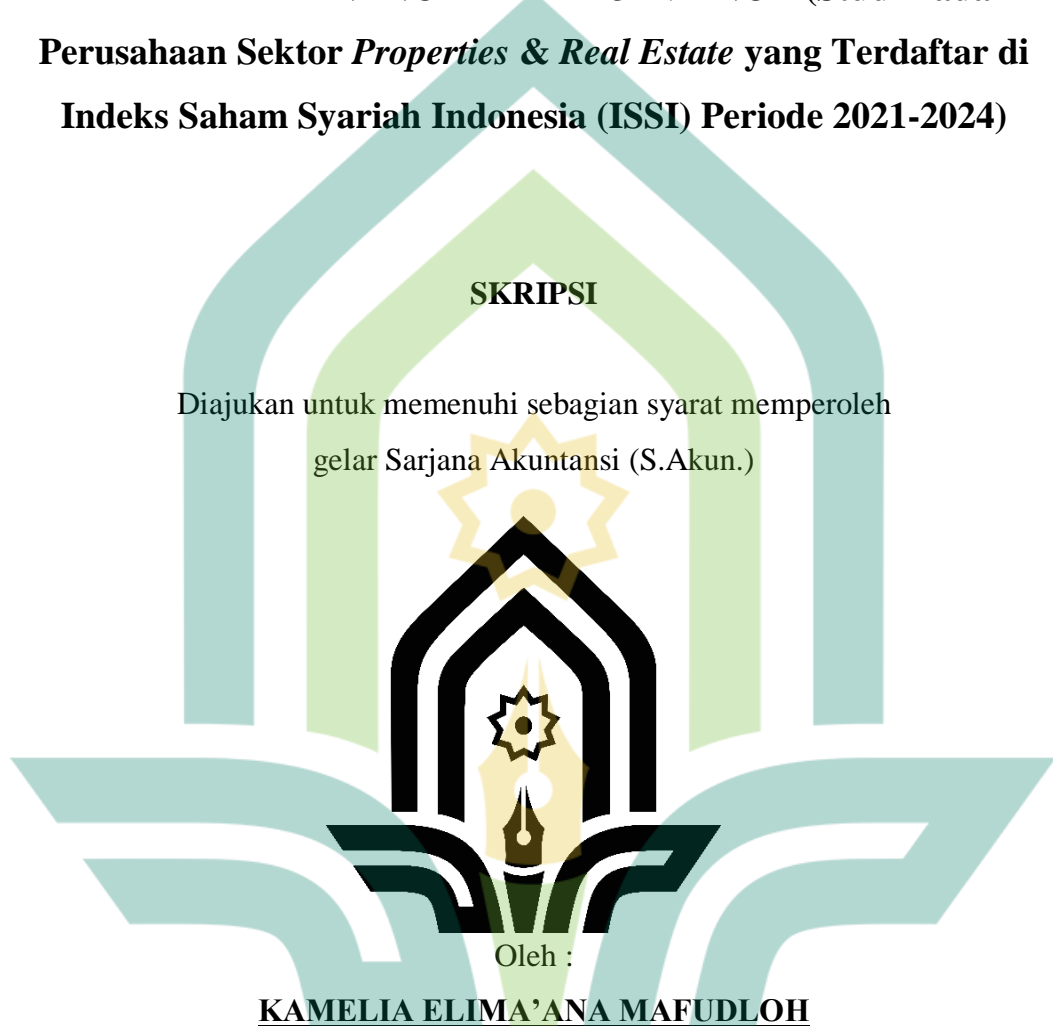 Perusahaan Sektor Properties & Real Estate yang Terdaftar di
Indeks Saham Syariah Indonesia (ISSI) Periode 2021-2024)
SKRIPSI
Diajukan untuk memenuhi sebagian syarat memperoleh
gelar Sarjana Akuntansi (S.Akun.)
Oleh :
KAMELIA ELIMA’ANA MAFUDLOH